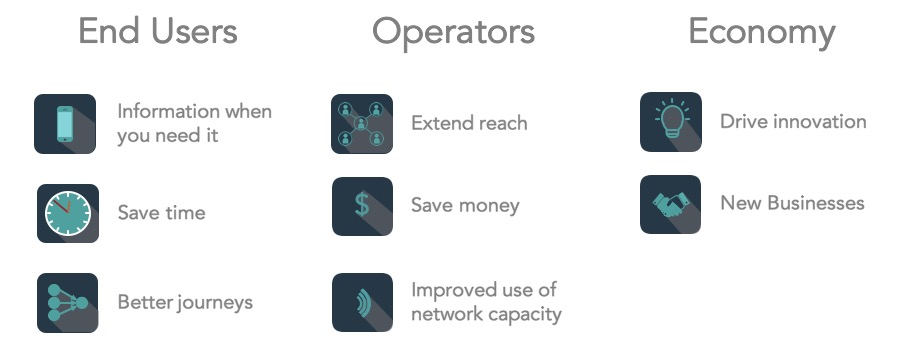 End Users
Information when
you need it
Save time
Better journeys
Operators
Extend reach
$
Save money
Improved use of
network capacity
Economy
Drive innovation
New Businesses